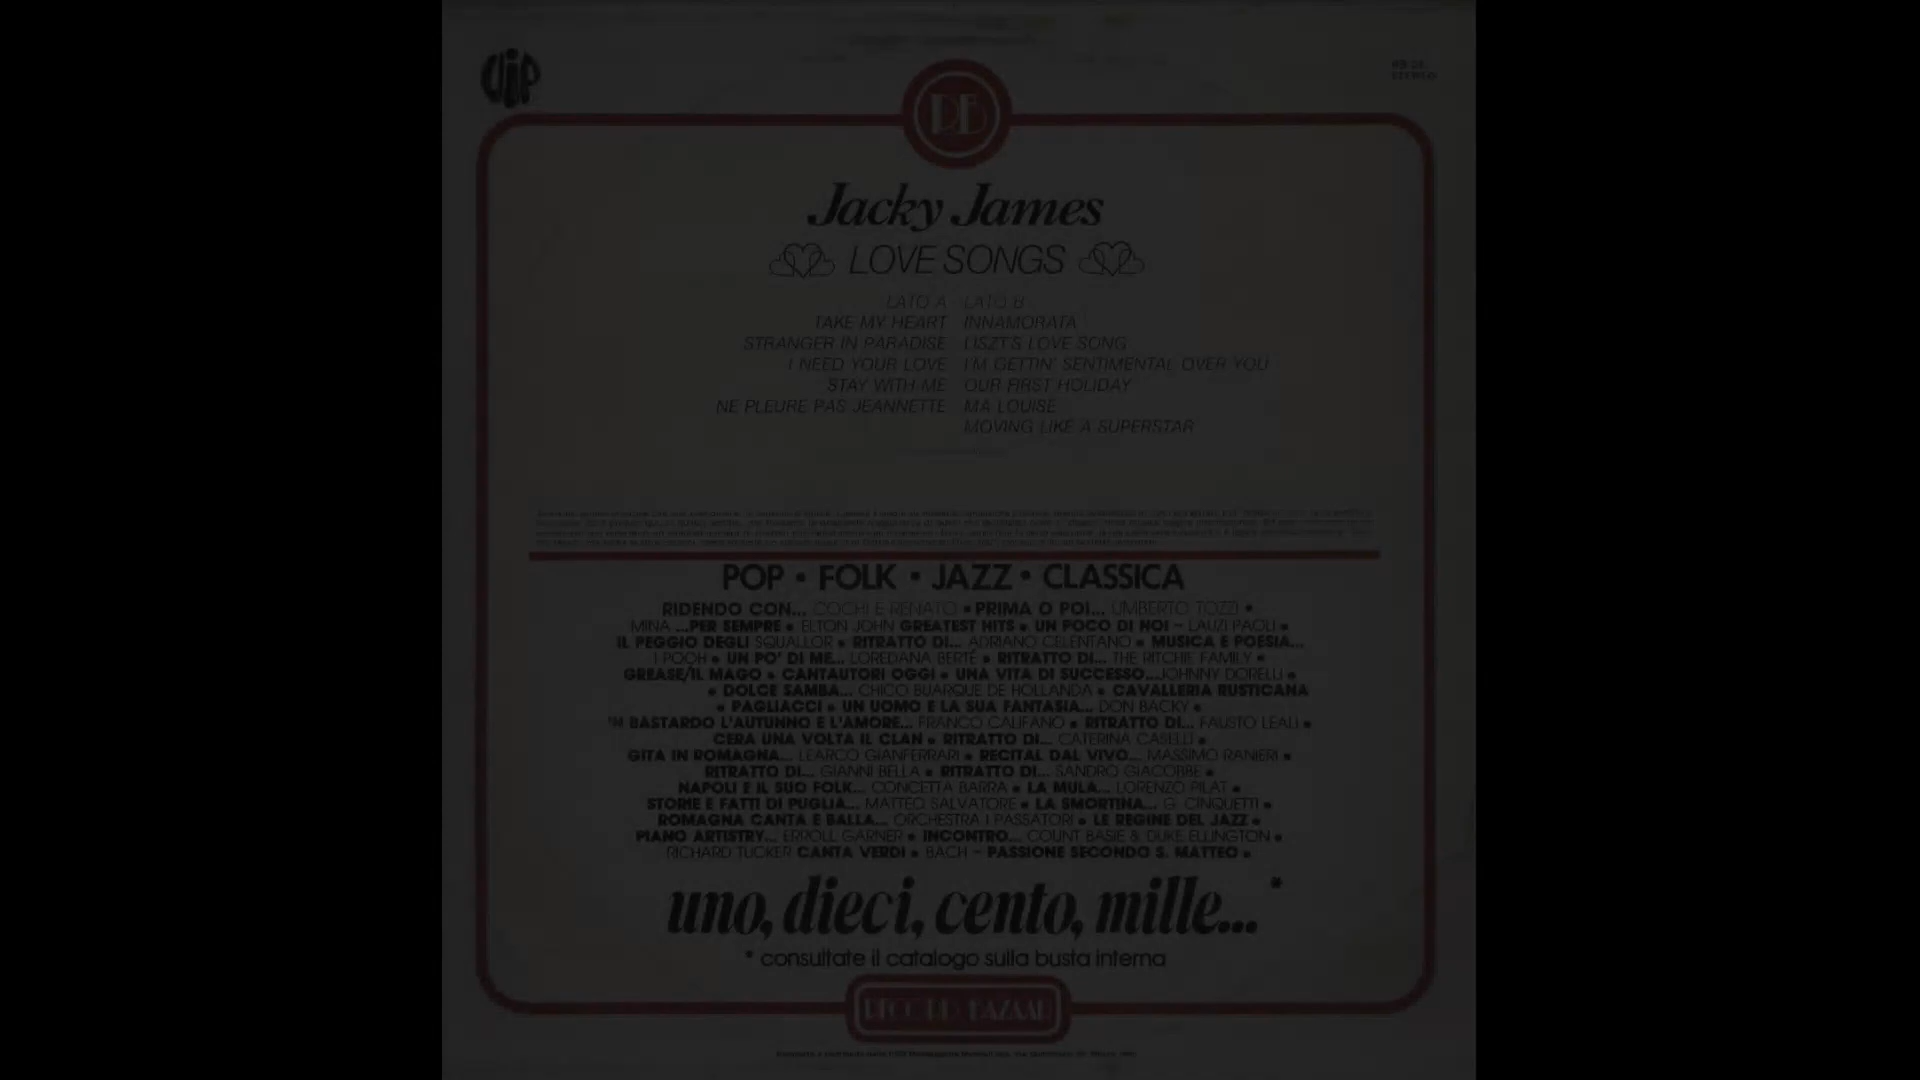 VIP
STEREO
Jacky James
LOVE SONGS
LATO A
TAKE MY HEART
STRANGER IN PARADISE
I NEED YOUR LOVE
STAY WITH ME
NE PLEURE PAS JEANNETTE
LATO B
INNAMORATA
LISZT'S LOVE SONG
I'M GETTIN' SENTIMENTAL OVER YOU
OUR FIRST HOLIDAY
MA LOUISE
MOVING LIKE A SUPERSTAR
POP • FOLK • JAZZ • CLASSICA
RIDENDO CON... COCHI E RENATO • PRIMA O POI... UMBERTO TOZZI •
MINA ...PER SEMPRE • ELTON JOHN GREATEST HITS • UN POCO DI NOI – LAUZI PAOLI •
IL PEGGIO DEGLI SQUALLOR • RITRATTO DI... ADRIANO CELENTANO • MUSICA E POESIA...
I POOH • UN PO' DI ME... LOREDANA BERTÉ • RITRATTO DI... THE RITCHIE FAMILY •
GREASE/IL MAGO • CANTAUTORI OGGI • UNA VITA DI SUCCESSO...JOHNNY DORELLI •
• DOLCE SAMBA... CHICO BUARQUE DE HOLLANDA • CAVALLERIA RUSTICANA
• PAGLIACCI • UN UOMO E LA SUA FANTASIA... DON BACKY •
'N BASTARDO L'AUTUNNO E L'AMORE... FRANCO CALIFANO • RITRATTO DI... FAUSTO LEALI •
CERA UNA VOLTA IL CLAN • RITRATTO DI... CATERINA CASELLI •
GITA IN ROMAGNA... LEARCO GIANFERRARI • RECITAL DAL VIVO... MASSIMO RANIERI •
RITRATTO DI... GIANNI BELLA • RITRATTO DI... SANDRO GIACOBBE •
NAPOLI E IL SUO FOLK... CONCETTA BARRA • LA MULA... LORENZO PILAT •
STORIE E FATTI DI PUGLIA... MATTEO SALVATORE • LA SMORTINA... G. CINQUETTI •
ROMAGNA CANTA E BALLA... ORCHESTRA I PASSATORI • LE REGINE DEL JAZZ •
PIANO ARTISTRY... ERROLL GARNER • INCONTRO... COUNT BASIE & DUKE ELLINGTON •
RICHARD TUCKER CANTA VERDI • BACH – PASSIONE SECONDO S. MATTEO •
uno, dieci, cento, mille...*
* consultate il catalogo sulla busta interna
RECORD BAZAAR